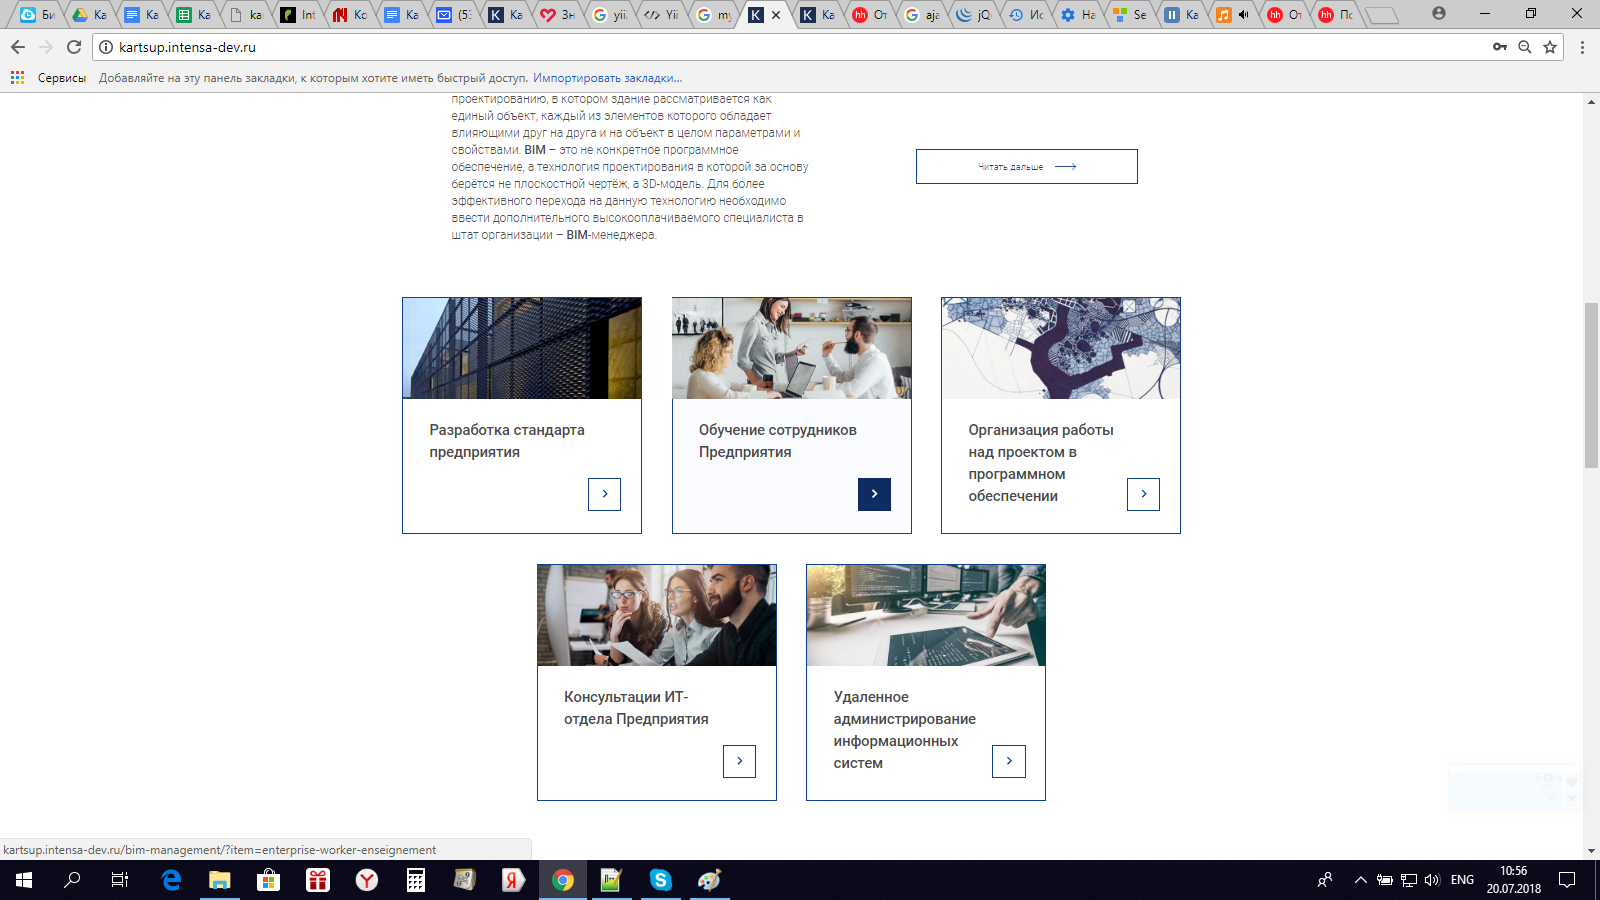 Би
Ка
Ка
Ка
ка
Int
Ко
Ка
(5
Ка
Зн
yii
Yii
my
Ка
От
aja
jQ
Ис
На
Se
Ка
От
По
kartsup.intensa-dev.ru
Сервисы Добавляйте на эту панель закладки, к которым хотите иметь быстрый доступ. Импортировать закладки...
проектированию, в котором здание рассматривается как
единый объект, каждый из элементов которого обладает
влияющими друг на друга и на объект в целом параметрами и
свойствами. BIM – это не конкретное программное
обеспечение, а технология проектирования в которой за основу
берётся не плоскостной чертёж, а 3D-модель. Для более
эффективного перехода на данную технологию необходимо
ввести дополнительного высокооплачиваемого специалиста в
штат организации – BIM-менеджера.
Читать дальше
Разработка стандарта
предприятия
Обучение сотрудников
Предприятия
Организация работы
над проектом в
программном
обеспечении
Консультации ИТ-
отдела Предприятия
Удаленное
администрирование
информационных
систем
kartsup.intensa-dev.ru/bim-management/?item=enterprise-worker-enseignement
ENG
10:56
20.07.2018